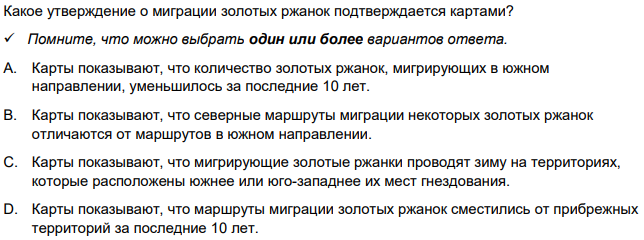 Какое утверждение о миграции золотых ржанок подтверждается картами?
✓ Помните, что можно выбрать один или более вариантов ответа.
A. Карты показывают, что количество золотых ржанок, мигрирующих в южном
направлении, уменьшилось за последние 10 лет.
B. Карты показывают, что северные маршруты миграции некоторых золотых ржанок
отличаются от маршрутов в южном направлении.
C. Карты показывают, что мигрирующие золотые ржанки проводят зиму на территориях,
которые расположены южнее или юго-западнее их мест гнездования.
D. Карты показывают, что маршруты миграции золотых ржанок сместились от прибрежных
территорий за последние 10 лет.